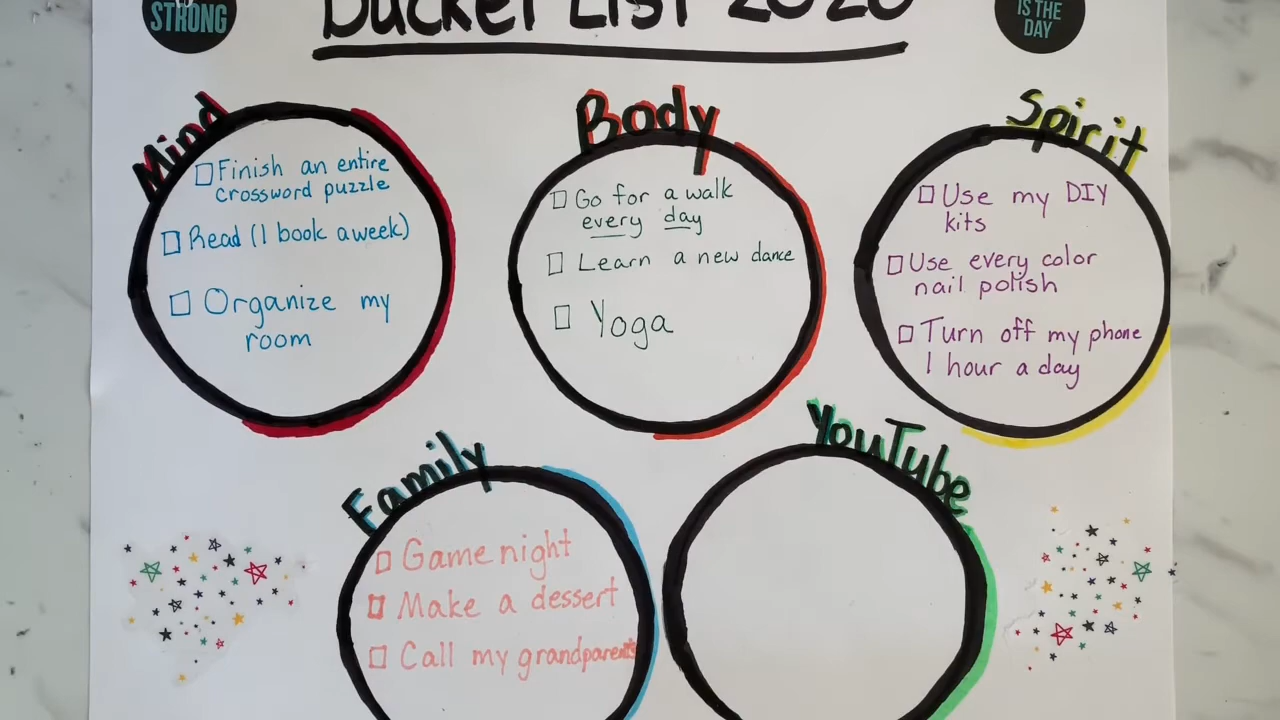 STRONG
Bucket List 2020
IS THE
DAY
Mind
Finish an entire
crossword puzzle
Read (1 book a week)
Organize my
room
Body
Go for a walk
every day
Learn a new dance
Yoga
Spirit
Use my DIY
kits
Use every color
nail polish
Turn off my phone
1 hour a day
Family
Game night
Make a dessert
Call my grandparents
YouTube